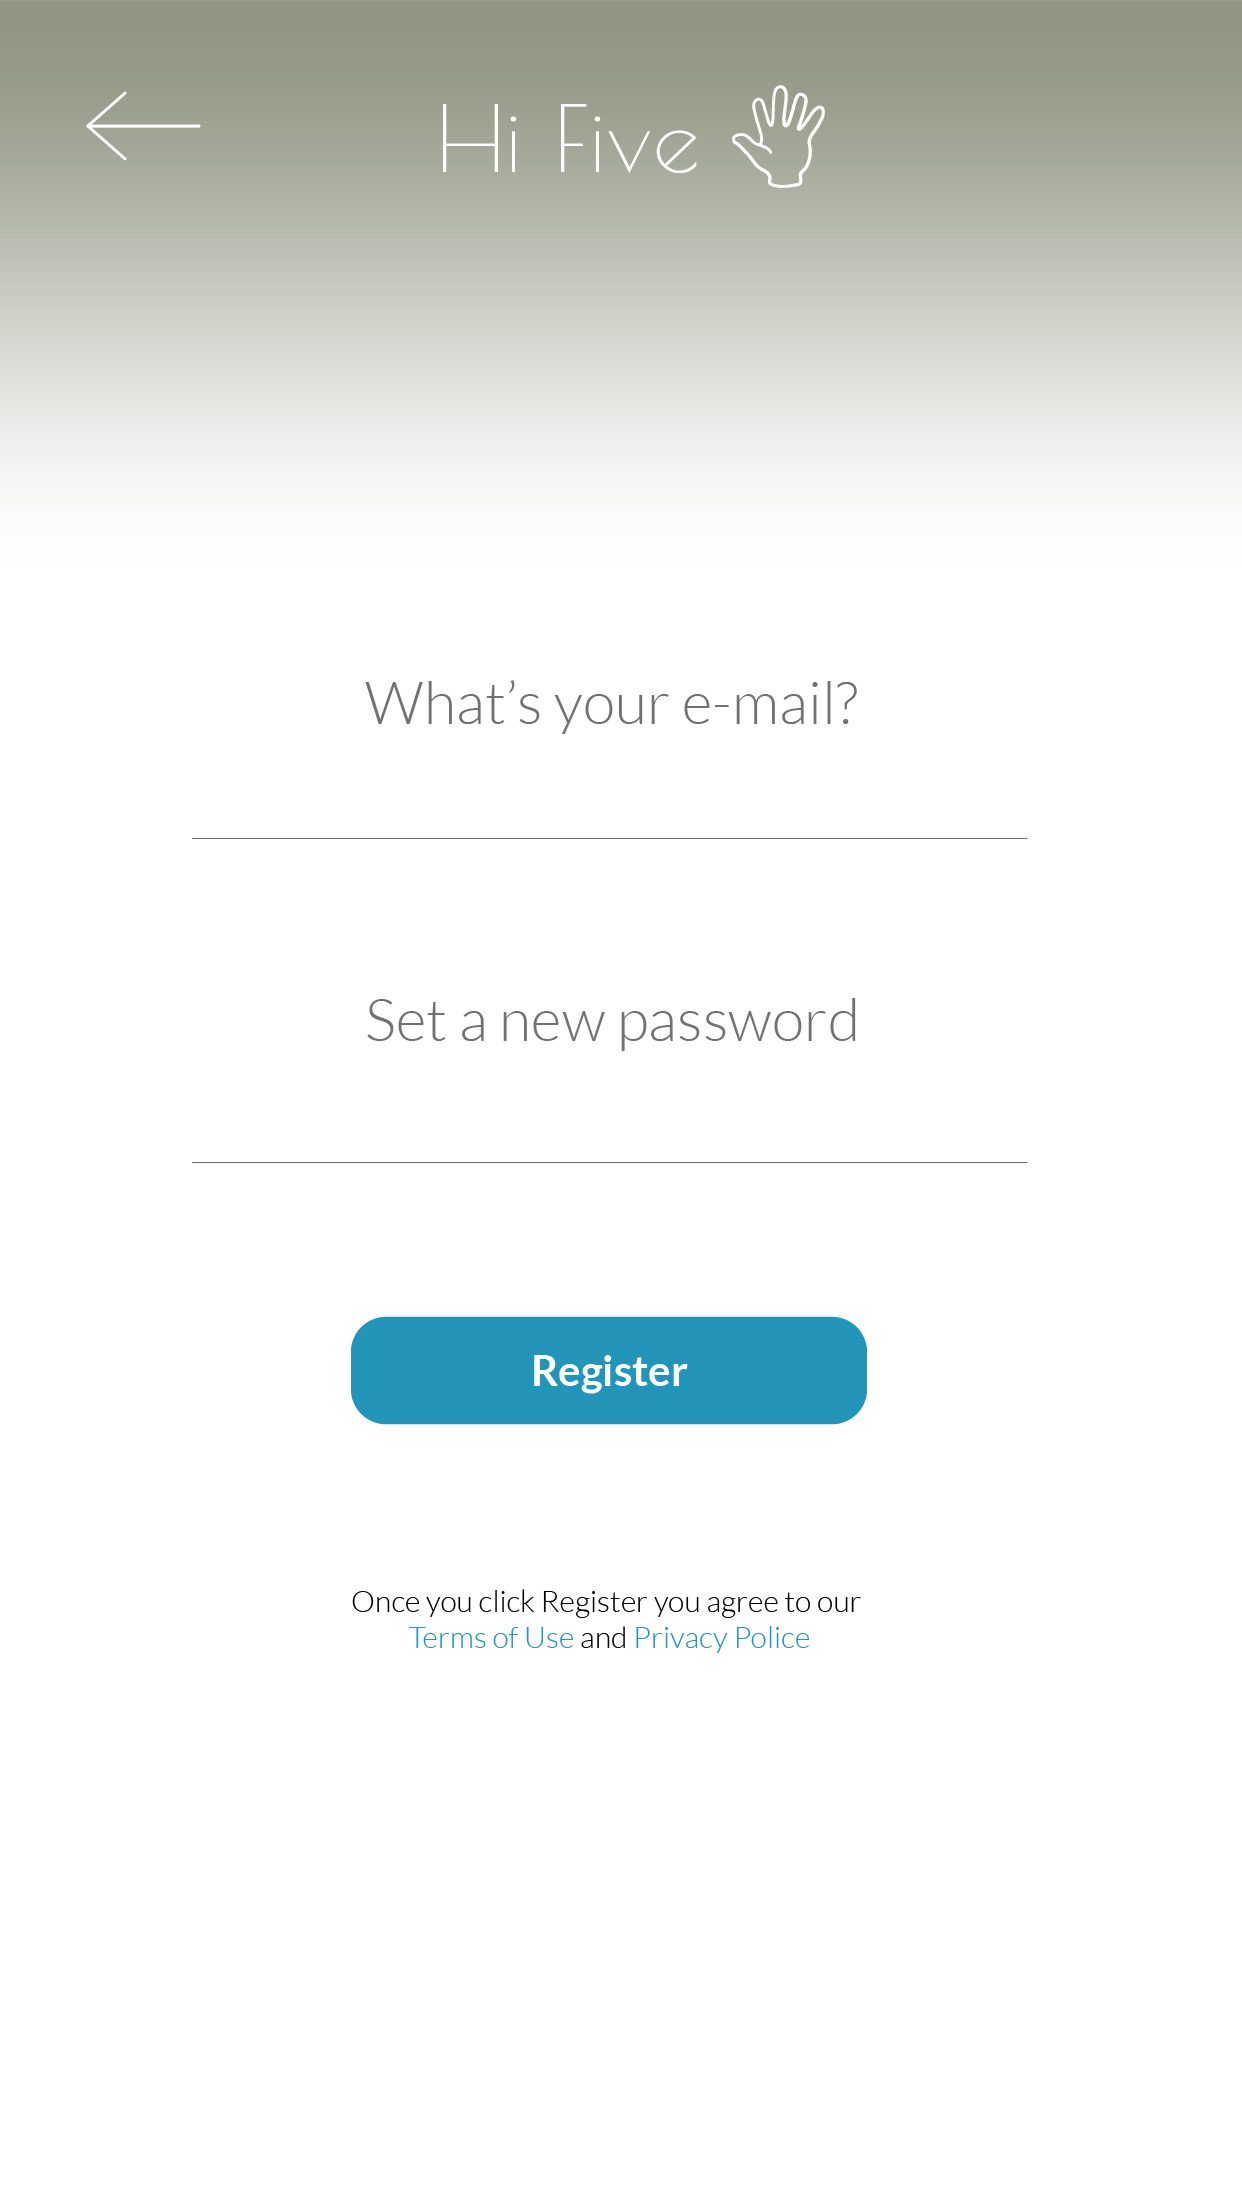 Hi Five
What’s your e-mail?
Set a new password
Register
Once you click Register you agree to our
Terms of Use and Privacy Police